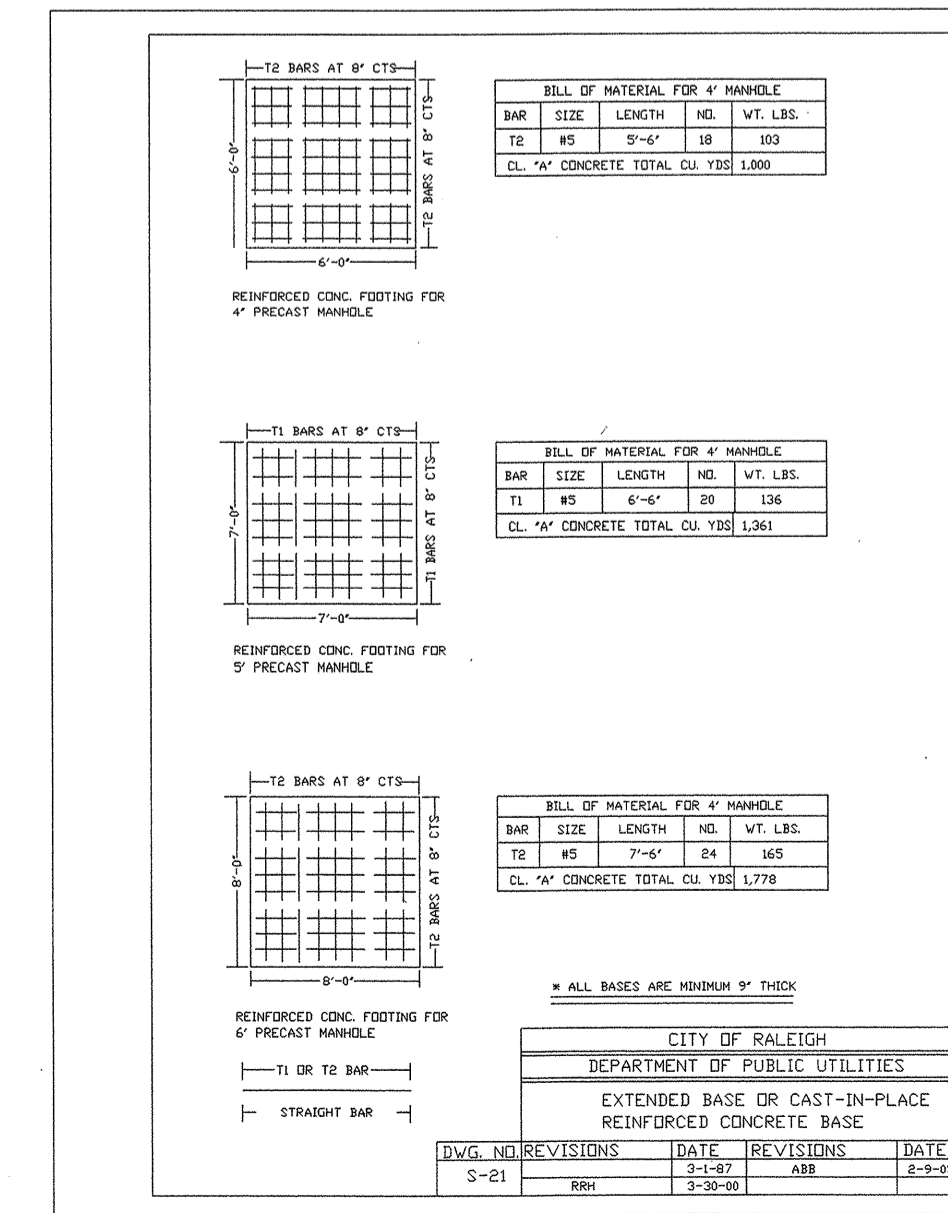 T2 BARS AT 8" CTS
T2 BARS AT 8" CTS
6'-0"
6'-0"
REINFORCED CONC. FOOTING FOR
4" PRECAST MANHOLE
BILL OF MATERIAL FOR 4' MANHOLE
BAR SIZE LENGTH NO. WT. LBS.
T2 #5 5'-6" 18 103
CL. "A" CONCRETE TOTAL CU. YDS 1,000
T1 BARS AT 8" CTS
T1 BARS AT 8" CTS
7'-0"
7'-0"
REINFORCED CONC. FOOTING FOR
5' PRECAST MANHOLE
BILL OF MATERIAL FOR 4' MANHOLE
BAR SIZE LENGTH NO. WT. LBS.
T1 #5 6'-6" 20 136
CL. "A" CONCRETE TOTAL CU. YDS 1,361
T2 BARS AT 8" CTS
T2 BARS AT 8" CTS
8'-0"
8'-0"
REINFORCED CONC. FOOTING FOR
6' PRECAST MANHOLE
BILL OF MATERIAL FOR 4' MANHOLE
BAR SIZE LENGTH NO. WT. LBS.
T2 #5 7'-6" 24 165
CL. "A" CONCRETE TOTAL CU. YDS 1,778
T1 OR T2 BAR
STRAIGHT BAR
* ALL BASES ARE MINIMUM 9" THICK
CITY OF RALEIGH
DEPARTMENT OF PUBLIC UTILITIES
EXTENDED BASE OR CAST-IN-PLACE
REINFORCED CONCRETE BASE
DWG. NO. REVISIONS DATE REVISIONS DATE
S-21 3-1-87 ABB
RRH 3-30-00